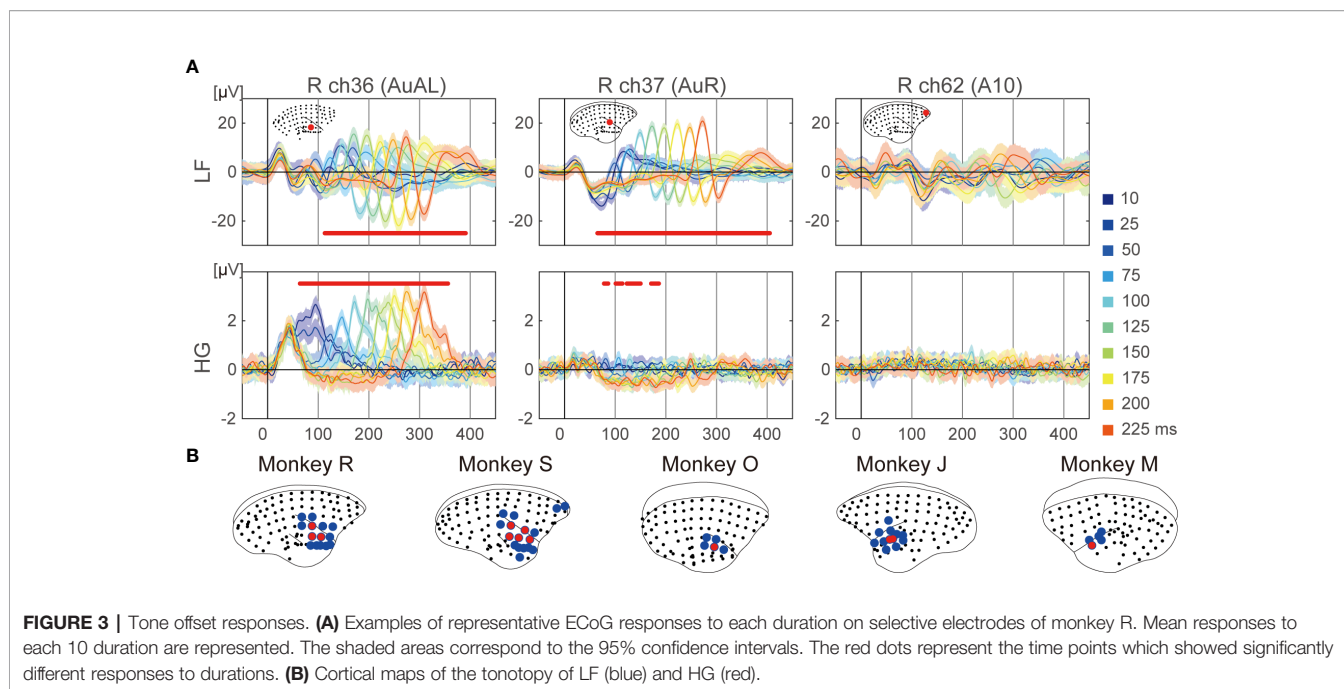 A
R ch36 (AuAL) R ch37 (AuR) R ch62 (A10)
[µV]
LF
20 20 20
0 0 0
-20 -20 -20
[µV]
HG
2 2 2
0 0 0
-2 -2 -2
0 100 200 300 400 0 100 200 300 400 0 100 200 300 400
10
25
50
75
100
125
150
175
200
225 ms
B
Monkey R Monkey S Monkey O Monkey J Monkey M
FIGURE 3 | Tone offset responses. (A) Examples of representative ECoG responses to each duration on selective electrodes of monkey R. Mean responses to
each 10 duration are represented. The shaded areas correspond to the 95% confidence intervals. The red dots represent the time points which showed significantly
different responses to durations. (B) Cortical maps of the tonotopy of LF (blue) and HG (red).